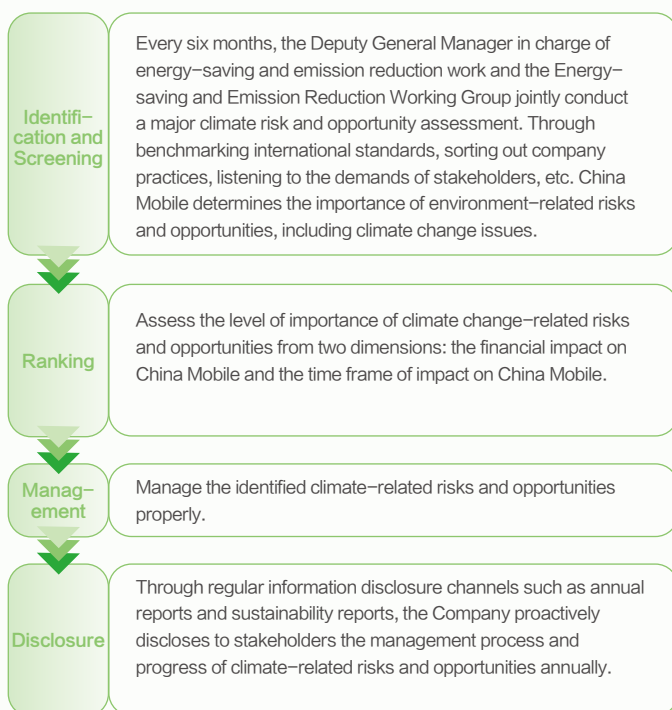 Identifi-
cation and
Screening
Every six months, the Deputy General Manager in charge of
energy-saving and emission reduction work and the Energy-
saving and Emission Reduction Working Group jointly conduct
a major climate risk and opportunity assessment. Through
benchmarking international standards, sorting out company
practices, listening to the demands of stakeholders, etc. China
Mobile determines the importance of environment-related risks
and opportunities, including climate change issues.
Ranking
Assess the level of importance of climate change-related risks
and opportunities from two dimensions: the financial impact on
China Mobile and the time frame of impact on China Mobile.
Manag-
ement
Manage the identified climate-related risks and opportunities
properly.
Disclosure
Through regular information disclosure channels such as annual
reports and sustainability reports, the Company proactively
discloses to stakeholders the management process and
progress of climate-related risks and opportunities annually.